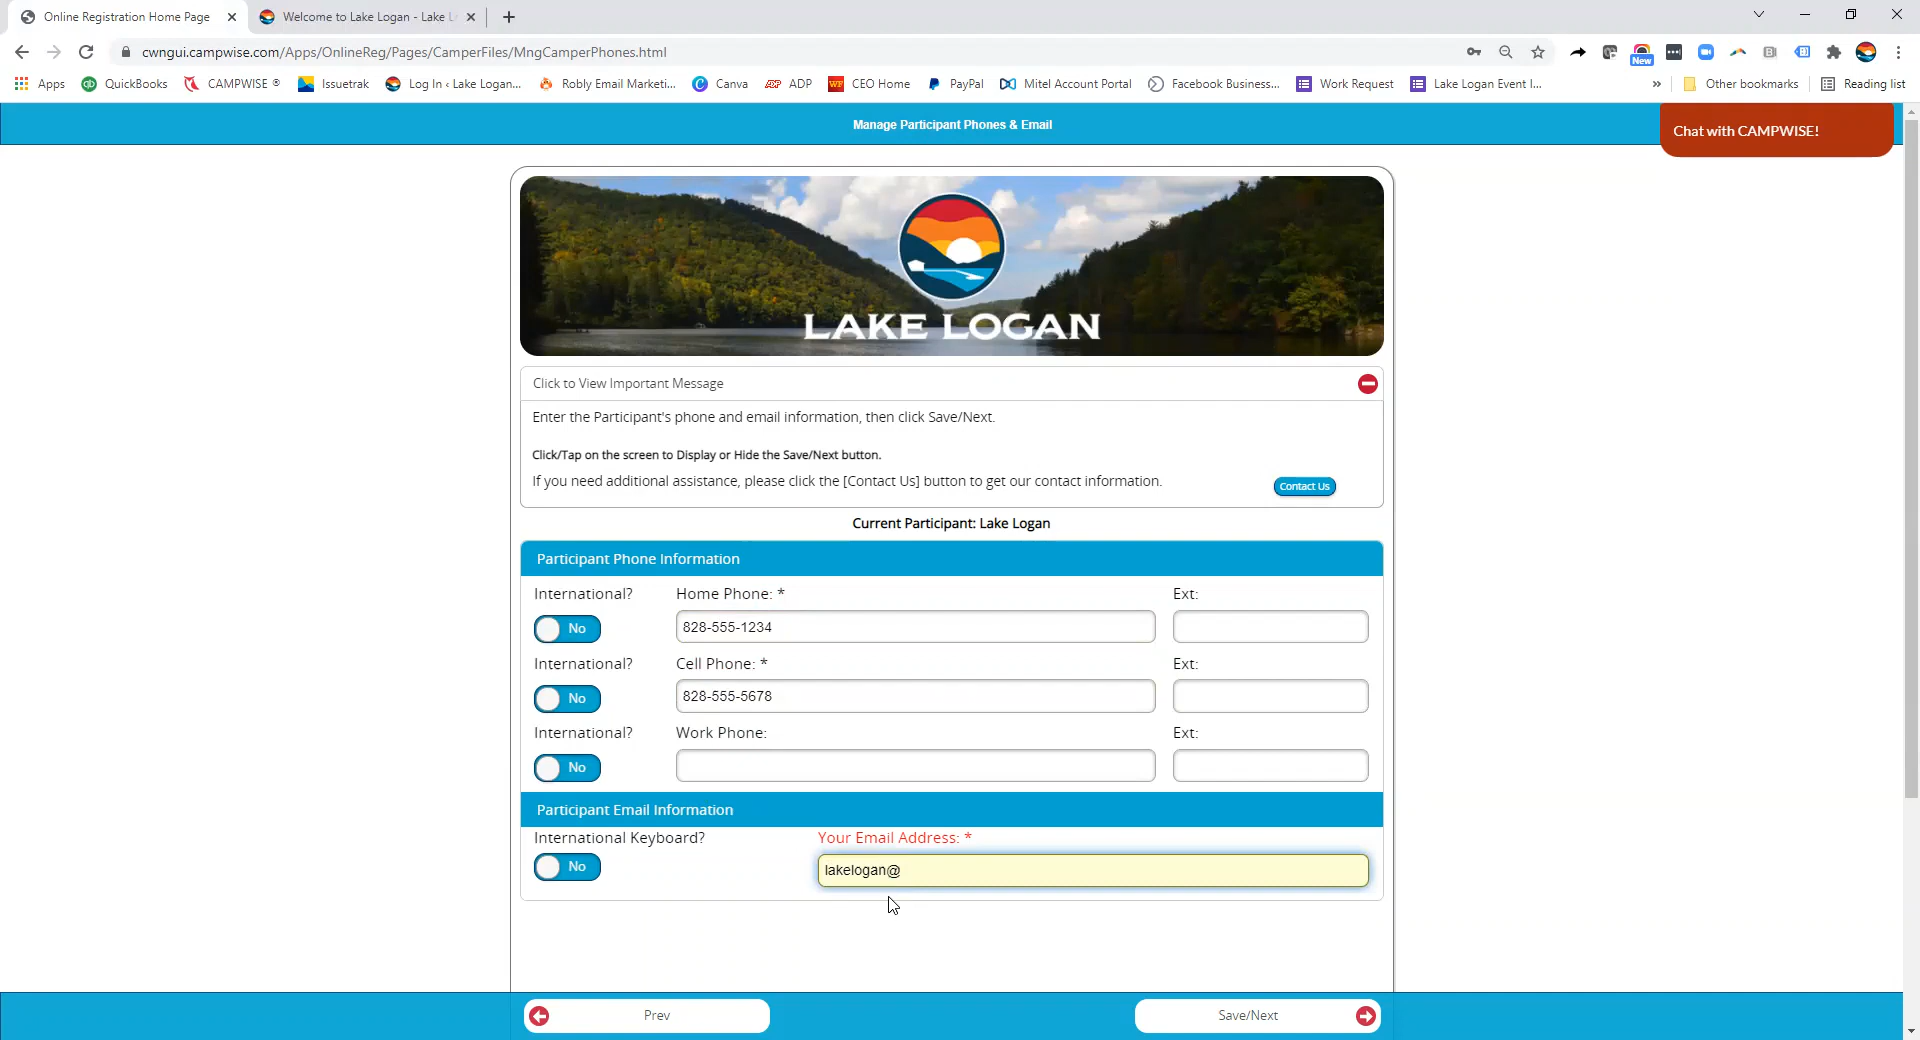 Online Registration Home Page
Welcome to Lake Logan - Lake L
cwngui.campwise.com/Apps/OnlineReg/Pages/CamperFiles/MngCamperPhones.html
New
Apps
QuickBooks
CAMPWISE ®
Issuetrak
Log In ‹ Lake Logan...
Robly Email Marketi...
Canva
ADP
CEO Home
PayPal
Mitel Account Portal
Facebook Business...
Work Request
Lake Logan Event I...
»
Other bookmarks
Reading list
Manage Participant Phones & Email
Chat with CAMPWISE!
LAKE LOGAN
Click to View Important Message
Enter the Participant's phone and email information, then click Save/Next.
Click/Tap on the screen to Display or Hide the Save/Next button.
If you need additional assistance, please click the [Contact Us] button to get our contact information.
Contact Us
Current Participant: Lake Logan
Participant Phone Information
International? Home Phone: * Ext:
No 828-555-1234
International? Cell Phone: * Ext:
No 828-555-5678
International? Work Phone: Ext:
No
Participant Email Information
International Keyboard? Your Email Address: *
No lakelogan@
Prev
Save/Next